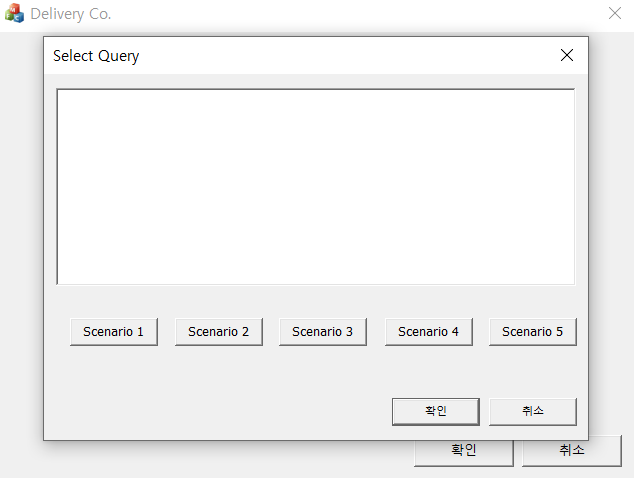 Delivery Co.
Select Query
Scenario 1 Scenario 2 Scenario 3 Scenario 4 Scenario 5
확인 취소
확인 취소